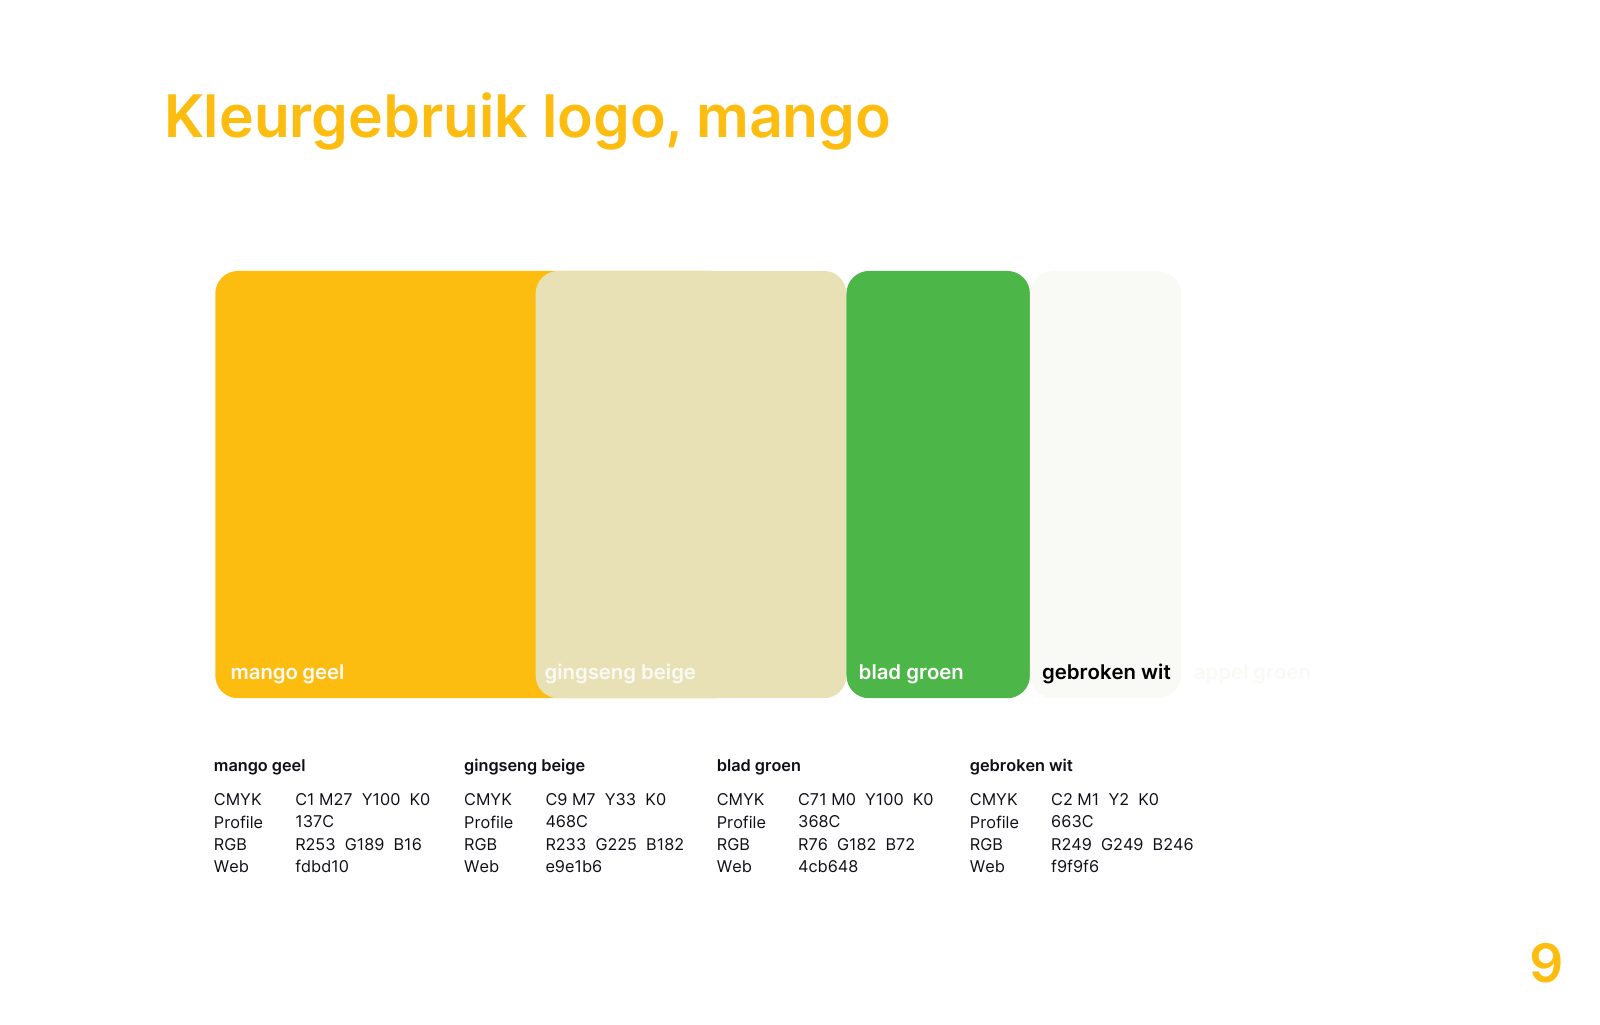 Kleurgebruik logo, mango
mango geel
gingseng beige
blad groen
gebroken wit
appel groen
mango geel
CMYK C1 M27 Y100 K0
Profile 137C
RGB R253 G189 B16
Web fdbd10
gingseng beige
CMYK C9 M7 Y33 K0
Profile 468C
RGB R233 G225 B182
Web e9e1b6
blad groen
CMYK C71 M0 Y100 K0
Profile 368C
RGB R76 G182 B72
Web 4cb648
gebroken wit
CMYK C2 M1 Y2 K0
Profile 663C
RGB R249 G249 B246
Web f9f9f6
9